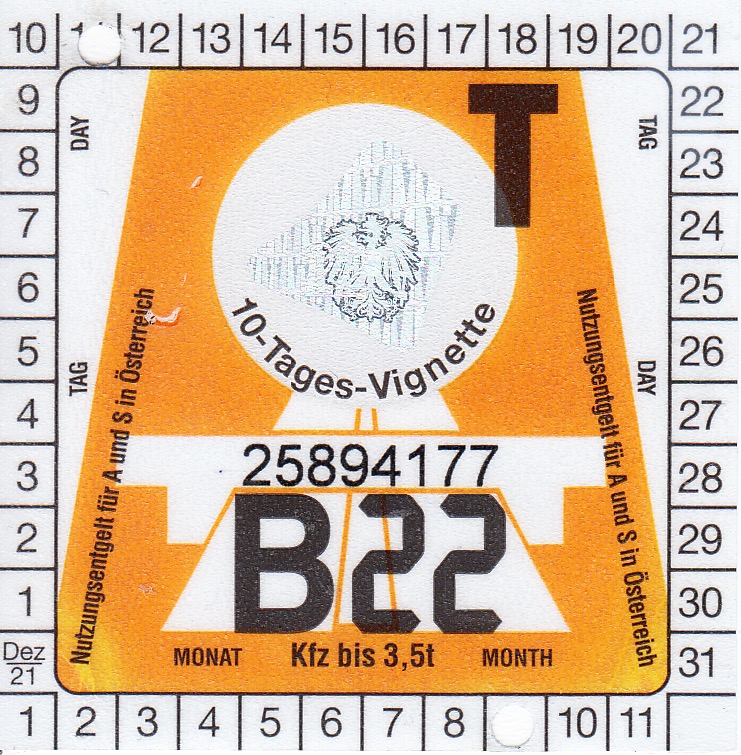 10 11 12 13 14 15 16 17 18 19 20 21
9 22
8 23
7 24
6 25
5 26
4 27
3 28
2 29
1 30
Dez
21
31
1 2 3 4 5 6 7 8 10 11
DAY
TAG
TAG
DAY
T
10-Tages-Vignette
Nutzungsentgelt für A und S in Österreich
Nutzungsentgelt für A und S in Österreich
25894177
B22
MONAT Kfz bis 3,5t MONTH